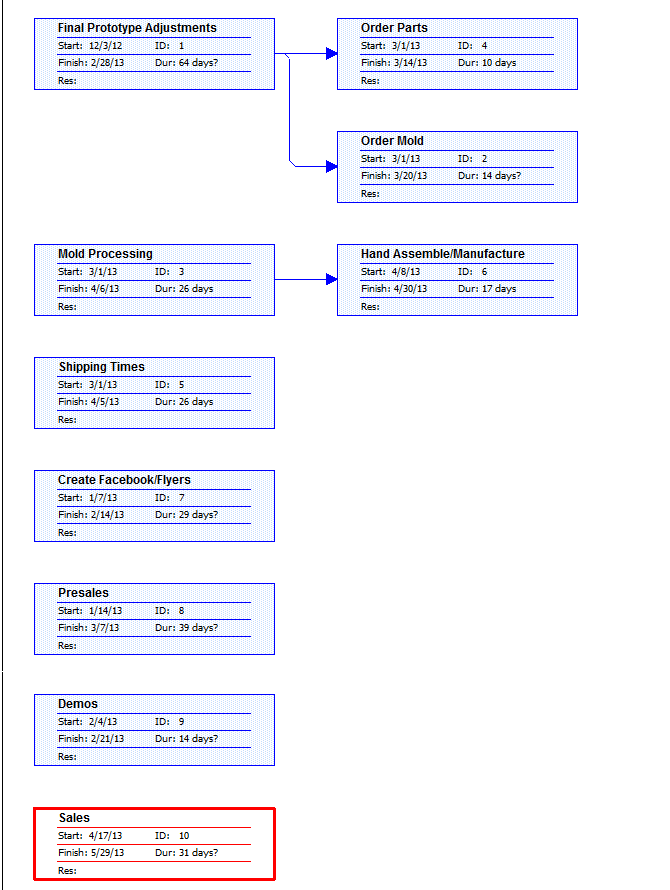 Final Prototype Adjustments
Start: 12/3/12 ID: 1
Finish: 2/28/13 Dur: 64 days?
Res:
Order Parts
Start: 3/1/13 ID: 4
Finish: 3/14/13 Dur: 10 days
Res:
Order Mold
Start: 3/1/13 ID: 2
Finish: 3/20/13 Dur: 14 days?
Res:
Mold Processing
Start: 3/1/13 ID: 3
Finish: 4/6/13 Dur: 26 days
Res:
Hand Assemble/Manufacture
Start: 4/8/13 ID: 6
Finish: 4/30/13 Dur: 17 days
Res:
Shipping Times
Start: 3/1/13 ID: 5
Finish: 4/5/13 Dur: 26 days
Res:
Create Facebook/Flyers
Start: 1/7/13 ID: 7
Finish: 2/14/13 Dur: 29 days?
Res:
Presales
Start: 1/14/13 ID: 8
Finish: 3/7/13 Dur: 39 days?
Res:
Demos
Start: 2/4/13 ID: 9
Finish: 2/21/13 Dur: 14 days?
Res:
Sales
Start: 4/17/13 ID: 10
Finish: 5/29/13 Dur: 31 days?
Res: